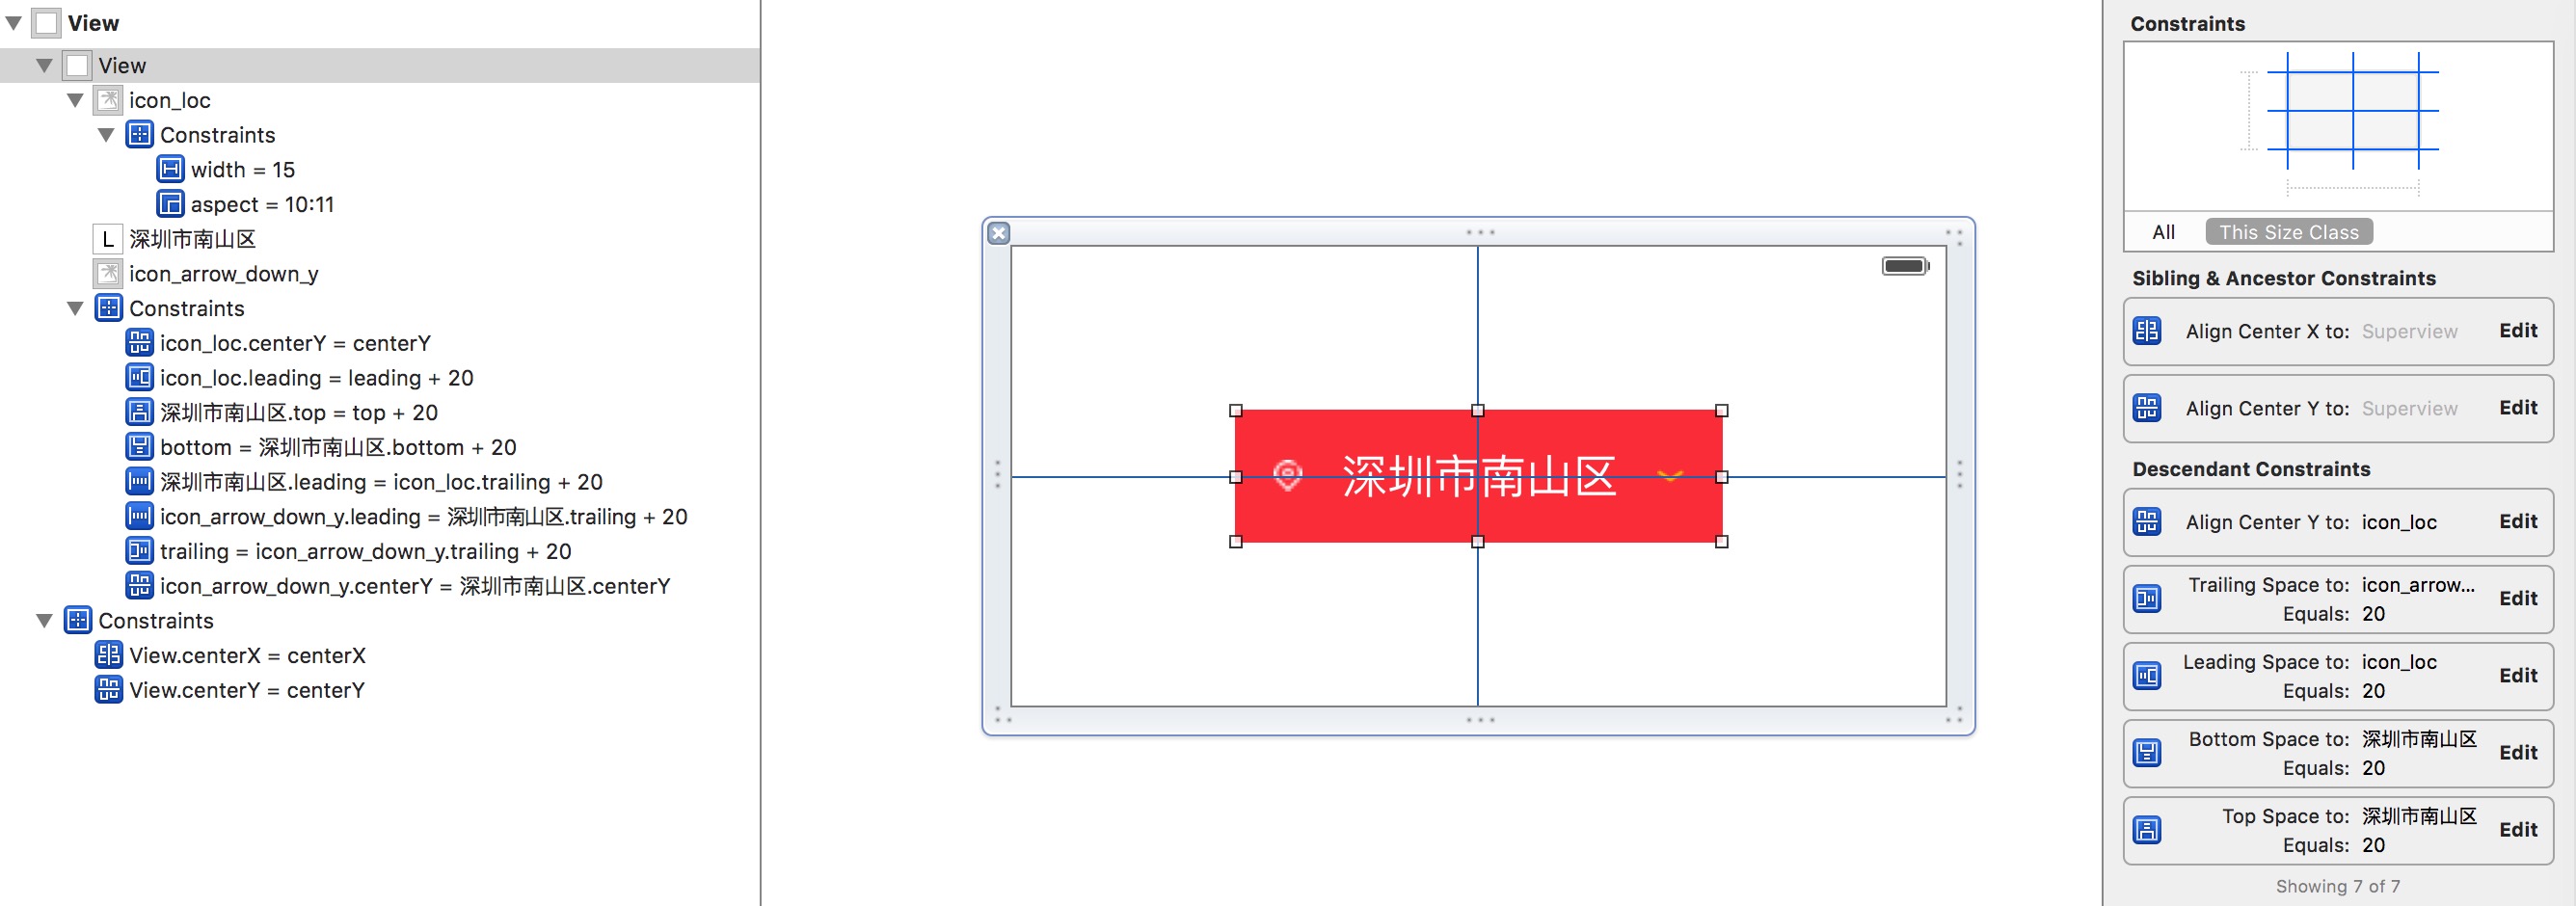 View
View
icon_loc
Constraints
width = 15
aspect = 10:11
L 深圳市南山区
icon_arrow_down_y
Constraints
icon_loc.centerY = centerY
icon_loc.leading = leading + 20
深圳市南山区.top = top + 20
bottom = 深圳市南山区.bottom + 20
深圳市南山区.leading = icon_loc.trailing + 20
icon_arrow_down_y.leading = 深圳市南山区.trailing + 20
trailing = icon_arrow_down_y.trailing + 20
icon_arrow_down_y.centerY = 深圳市南山区.centerY
Constraints
View.centerX = centerX
View.centerY = centerY
深圳市南山区
Constraints
All This Size Class
Sibling & Ancestor Constraints
Align Center X to: Superview Edit
Align Center Y to: Superview Edit
Descendant Constraints
Align Center Y to: icon_loc Edit
Trailing Space to: icon_arrow... Edit
Equals: 20
Leading Space to: icon_loc Edit
Equals: 20
Bottom Space to: 深圳市南山区 Edit
Equals: 20
Top Space to: 深圳市南山区 Edit
Equals: 20
Showing 7 of 7